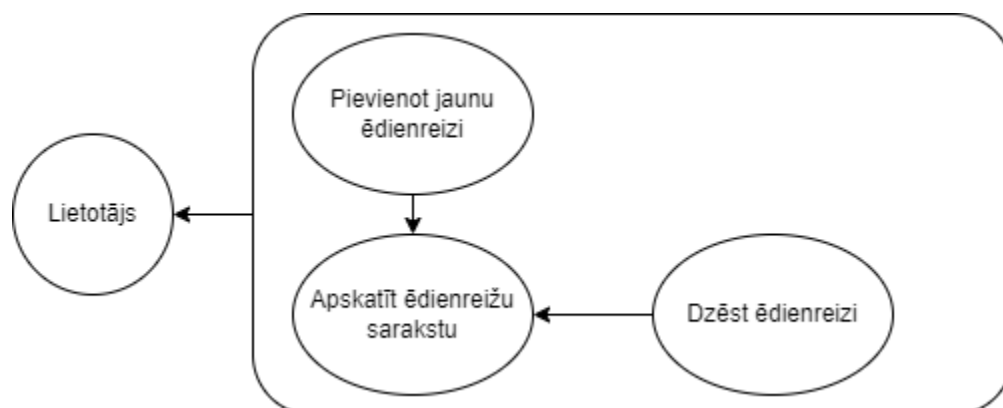 Pievienot jaunu
ēdienreizi
Lietotājs
Apskatīt ēdienreižu
sarakstu
Dzēst ēdienreizi